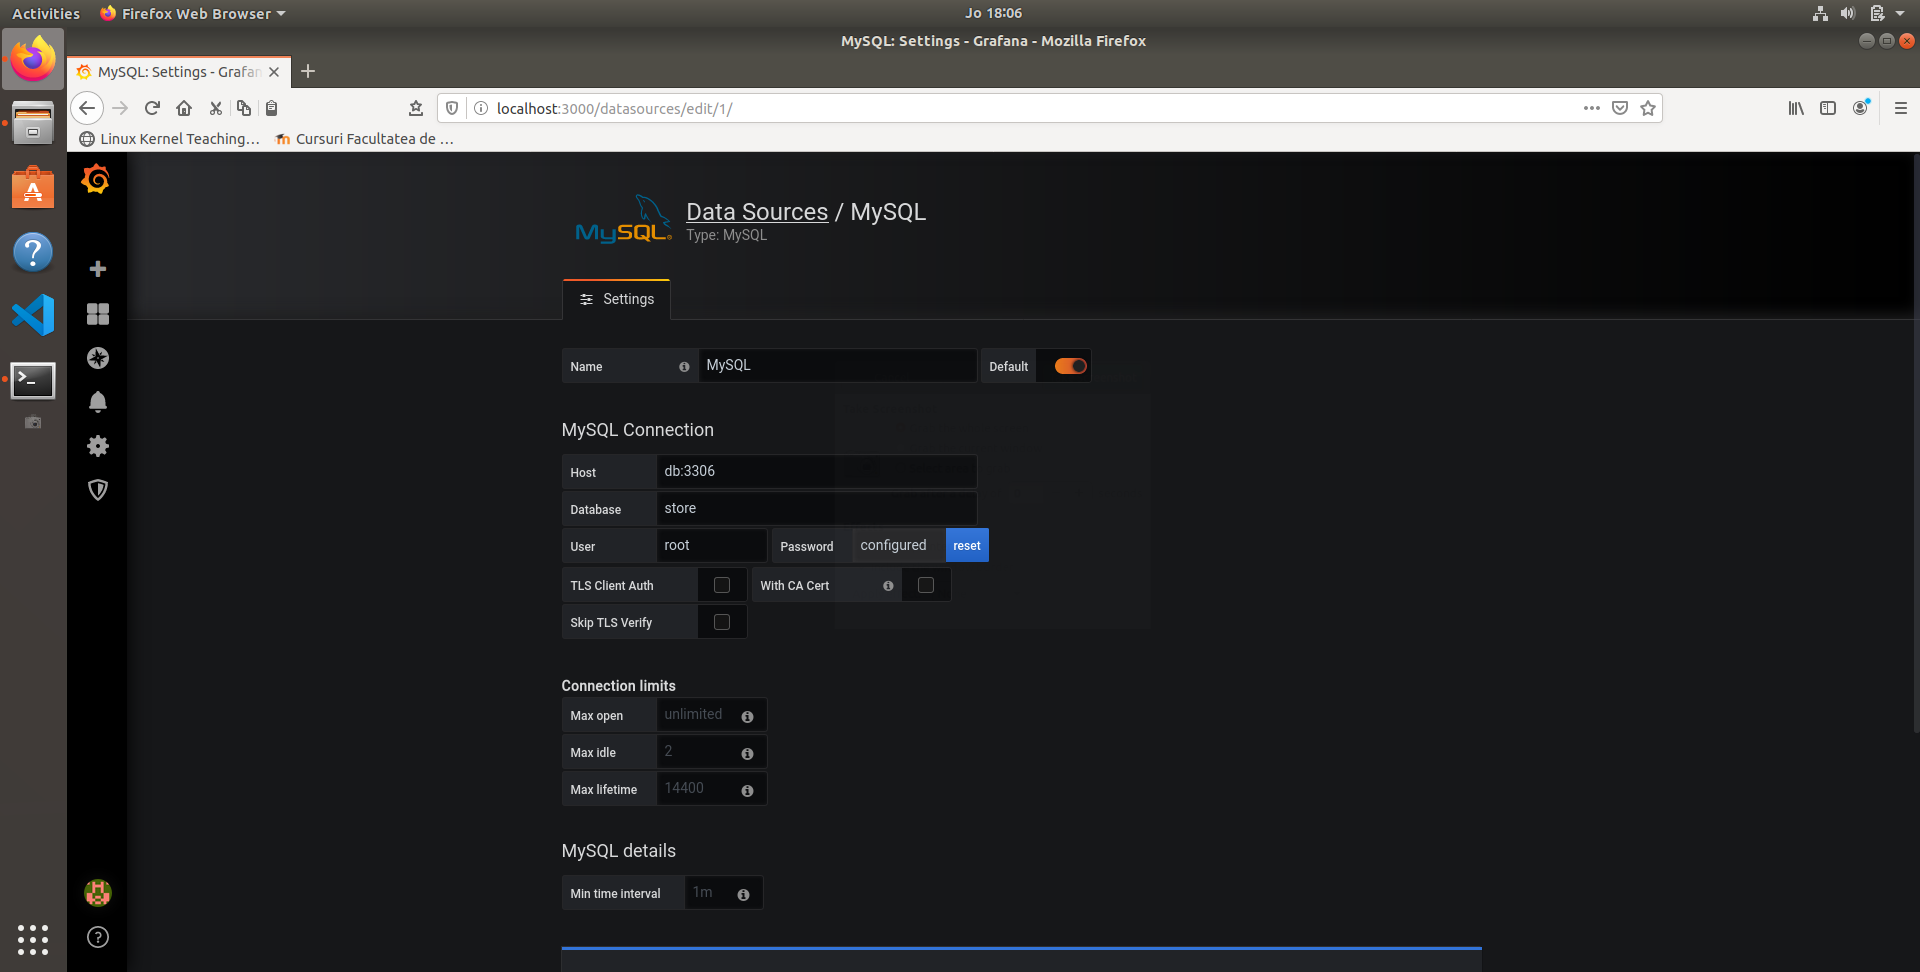 Activities Firefox Web Browser Jo 18:06
MySQL: Settings - Grafana - Mozilla Firefox
MySQL: Settings - Grafan
localhost:3000/datasources/edit/1/
Linux Kernel Teaching… Cursuri Facultatea de …
MySQL
Data Sources / MySQL
Type: MySQL
Settings
Name MySQL Default
MySQL Connection
Host db:3306
Database store
User root Password configured reset
TLS Client Auth With CA Cert
Skip TLS Verify
Connection limits
Max open unlimited
Max idle 2
Max lifetime 14400
MySQL details
Min time interval 1m